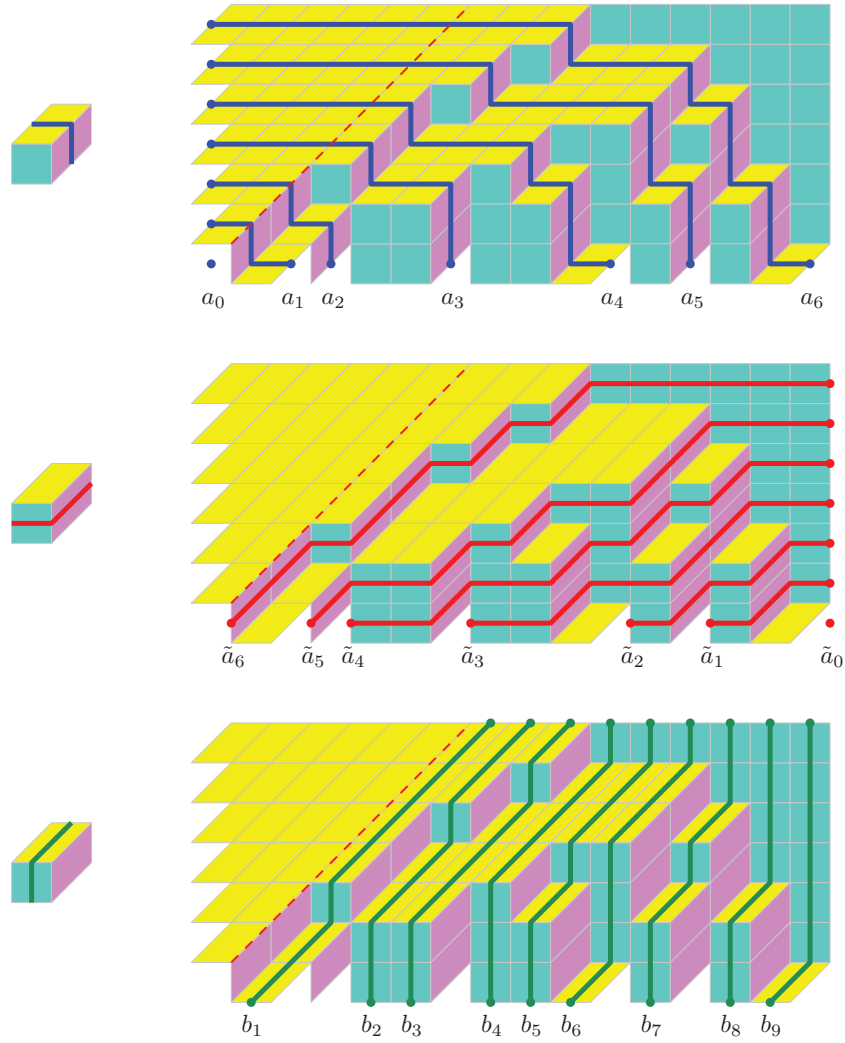 a₀ a₁ a₂ a₃ a₄ a₅ a₆
ã₆ ã₅ ã₄ ã₃ ã₂ ã₁ ã₀
b₁ b₂ b₃ b₄ b₅ b₆ b₇ b₈ b₉